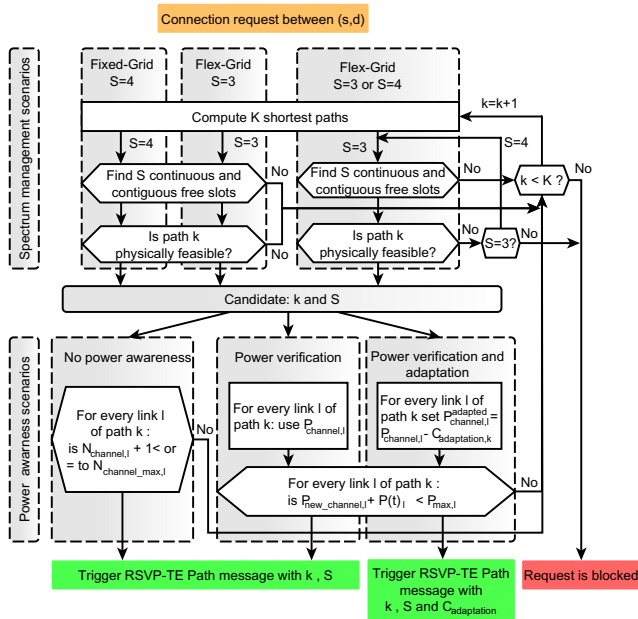 Connection request between (s,d)
Spectrum management scenarios
Fixed-Grid
S=4
Flex-Grid
S=3
Flex-Grid
S=3 or S=4
k=k+1
Compute K shortest paths
S=4
S=3
S=3
S=4
Find S continuous and
contiguous free slots
No
Find S continuous and
contiguous free slots
No
k < K ?
No
Is path k
physically feasible?
No
Is path k
physically feasible?
No
S=3?
No
Candidate: k and S
Power awarness scenarios
No power awareness
Power verification
Power verification and
adaptation
For every link l
of path k :
is N_channel,l + 1< or
= to N_channel_max,l
No
For every link l of
path k: use P_channel,l
For every link l of
path k set P^adapted_channel,l =
P_channel,l - C_adaptation,k
For every link l of path k :
is P_new_channel,l + P(t)_l < P_max,l
No
Trigger RSVP-TE Path message with k , S
Trigger RSVP-TE Path
message with
k , S and C_adaptation
Request is blocked